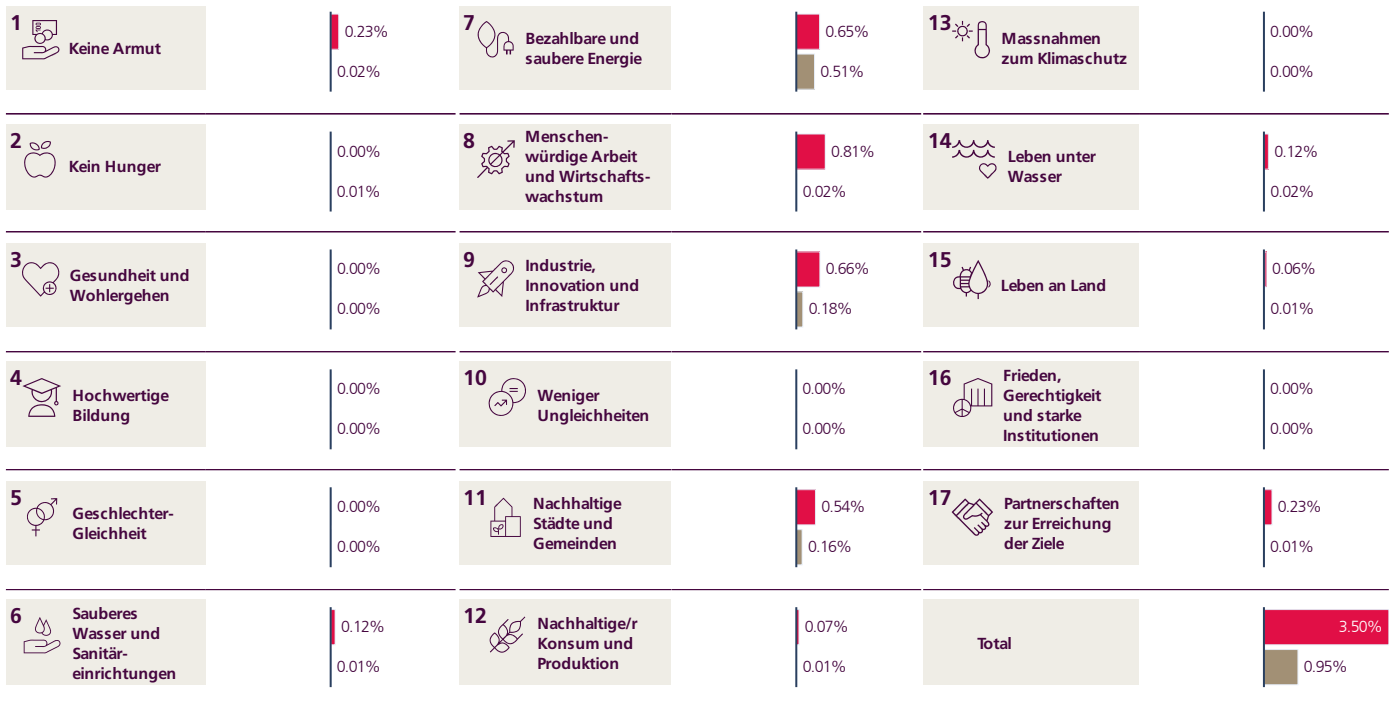 1
100
Keine Armut
0.23%
0.02%
2
Kein Hunger
0.00%
0.01%
3
Gesundheit und
Wohlergehen
0.00%
0.00%
4
Hochwertige
Bildung
0.00%
0.00%
5
Geschlechter-
Gleichheit
0.00%
0.00%
6
Sauberes
Wasser und
Sanitär-
einrichtungen
0.12%
0.01%
7
Bezahlbare und
saubere Energie
0.65%
0.51%
8
Menschen-
würdige Arbeit
und Wirtschafts-
wachstum
0.81%
0.02%
9
Industrie,
Innovation und
Infrastruktur
0.66%
0.18%
10
Weniger
Ungleichheiten
0.00%
0.00%
11
Nachhaltige
Städte und
Gemeinden
0.54%
0.16%
12
Nachhaltige/r
Konsum und
Produktion
0.07%
0.01%
13
Massnahmen
zum Klimaschutz
0.00%
0.00%
14
Leben unter
Wasser
0.12%
0.02%
15
Leben an Land
0.06%
0.01%
16
Frieden,
Gerechtigkeit
und starke
Institutionen
0.00%
0.00%
17
Partnerschaften
zur Erreichung
der Ziele
0.23%
0.01%
Total
3.50%
0.95%